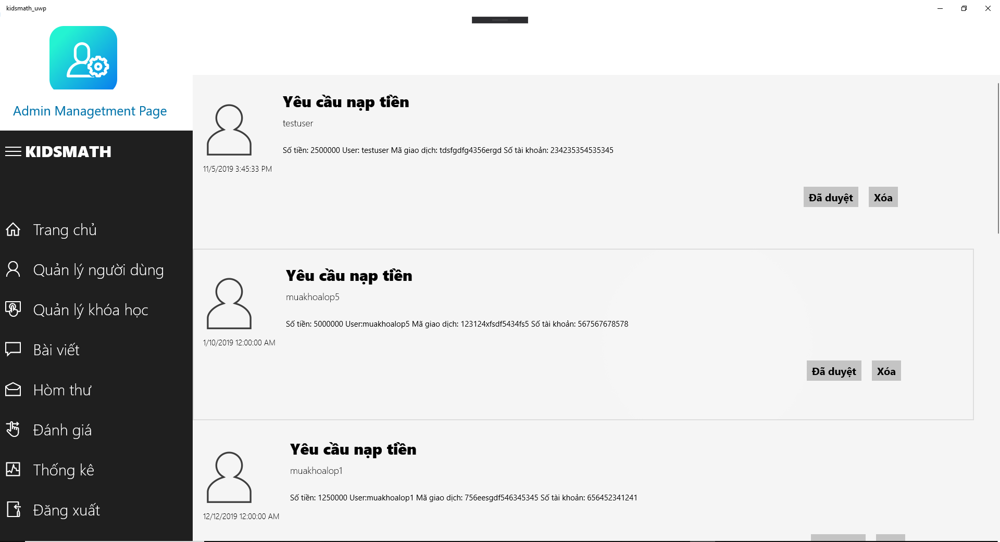 kidsmath_uwp
Admin Managetment Page
KIDSMATH
Trang chủ
Quản lý người dùng
Quản lý khóa học
Bài viết
Hòm thư
Đánh giá
Thống kê
Đăng xuất
Yêu cầu nạp tiền
testuser
Số tiền: 2500000 User: testuser Mã giao dịch: tdsfgdfg4356ergd Số tài khoản: 234235354535345
11/5/2019 3:45:33 PM
Đã duyệt
Xóa
Yêu cầu nạp tiền
muakhoalop5
Số tiền: 5000000 User:muakhoalop5 Mã giao dịch: 123124xfsdf5434fs5 Số tài khoản: 567567678578
1/10/2019 12:00:00 AM
Đã duyệt
Xóa
Yêu cầu nạp tiền
muakhoalop1
Số tiền: 1250000 User:muakhoalop1 Mã giao dịch: 756eesgdf546345345 Số tài khoản: 656452341241
12/12/2019 12:00:00 AM